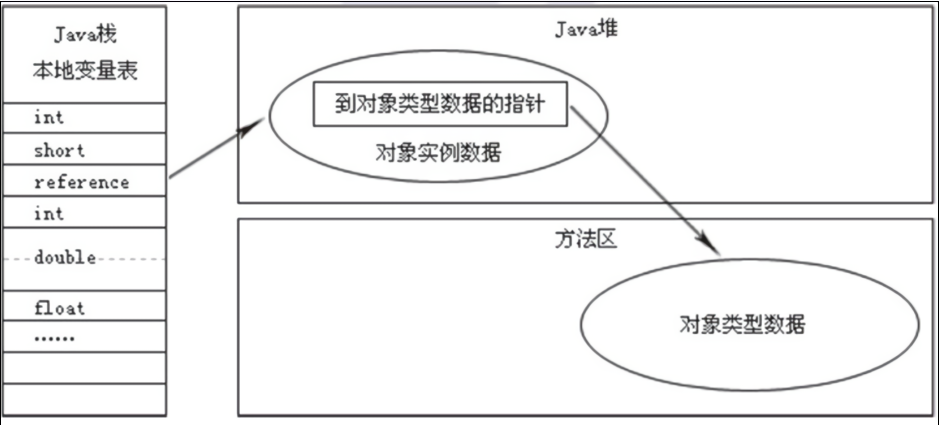 Java栈
本地变量表
int
short
reference
int
double
float
……
Java堆
到对象类型数据的指针
对象实例数据
方法区
对象类型数据